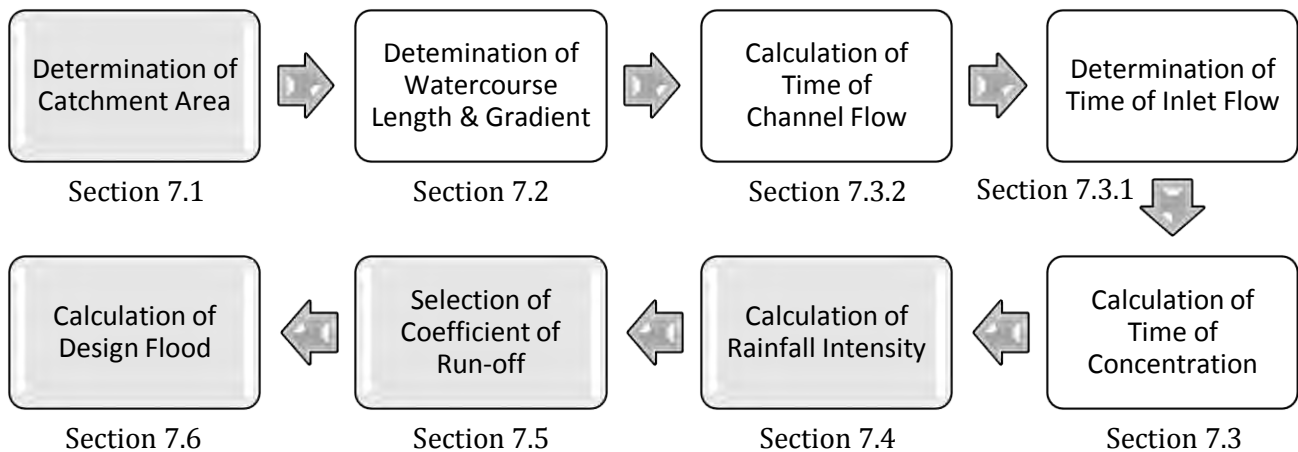 Determination of
Catchment Area
Section 7.1
Detemination of
Watercourse
Length & Gradient
Section 7.2
Calculation of
Time of
Channel Flow
Section 7.3.2
Determination of
Time of Inlet Flow
Section 7.3.1
Calculation of
Time of
Concentration
Section 7.3
Calculation of
Rainfall Intensity
Section 7.4
Selection of
Coefficient of
Run-off
Section 7.5
Calculation of
Design Flood
Section 7.6